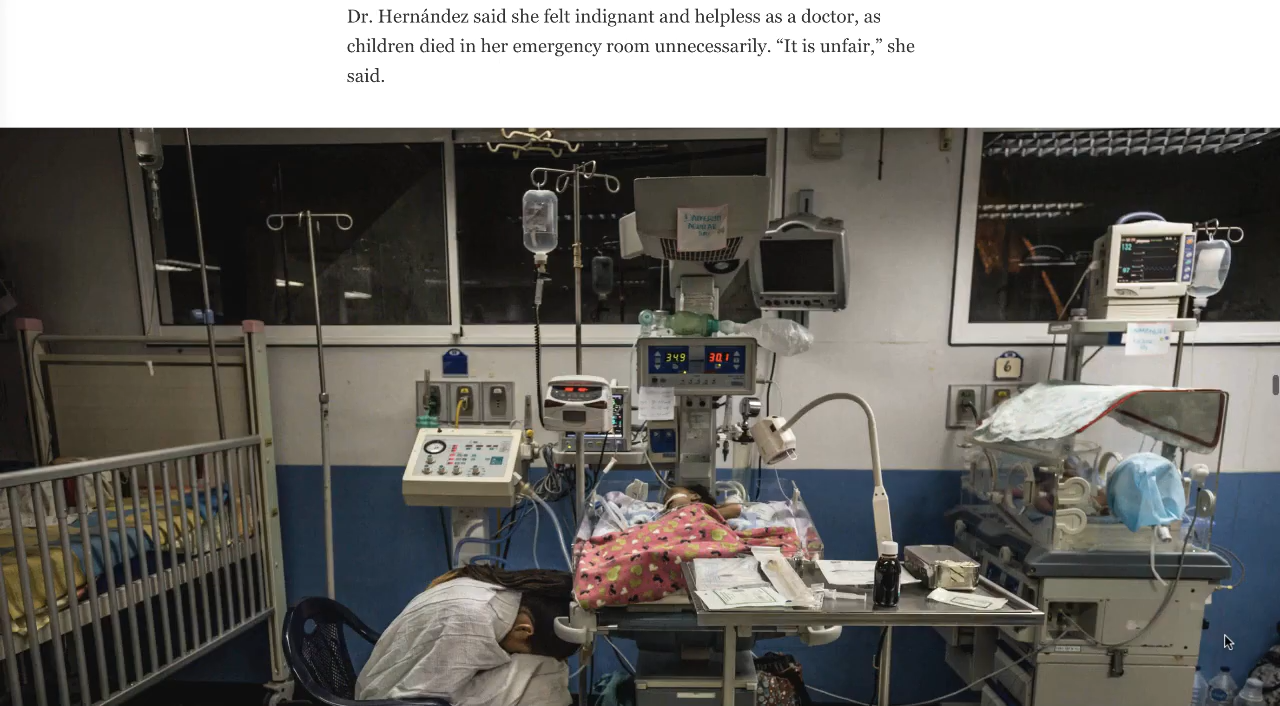 Dr. Hernández said she felt indignant and helpless as a doctor, as
children died in her emergency room unnecessarily. “It is unfair,” she
said.
34.9 30.1
132
6